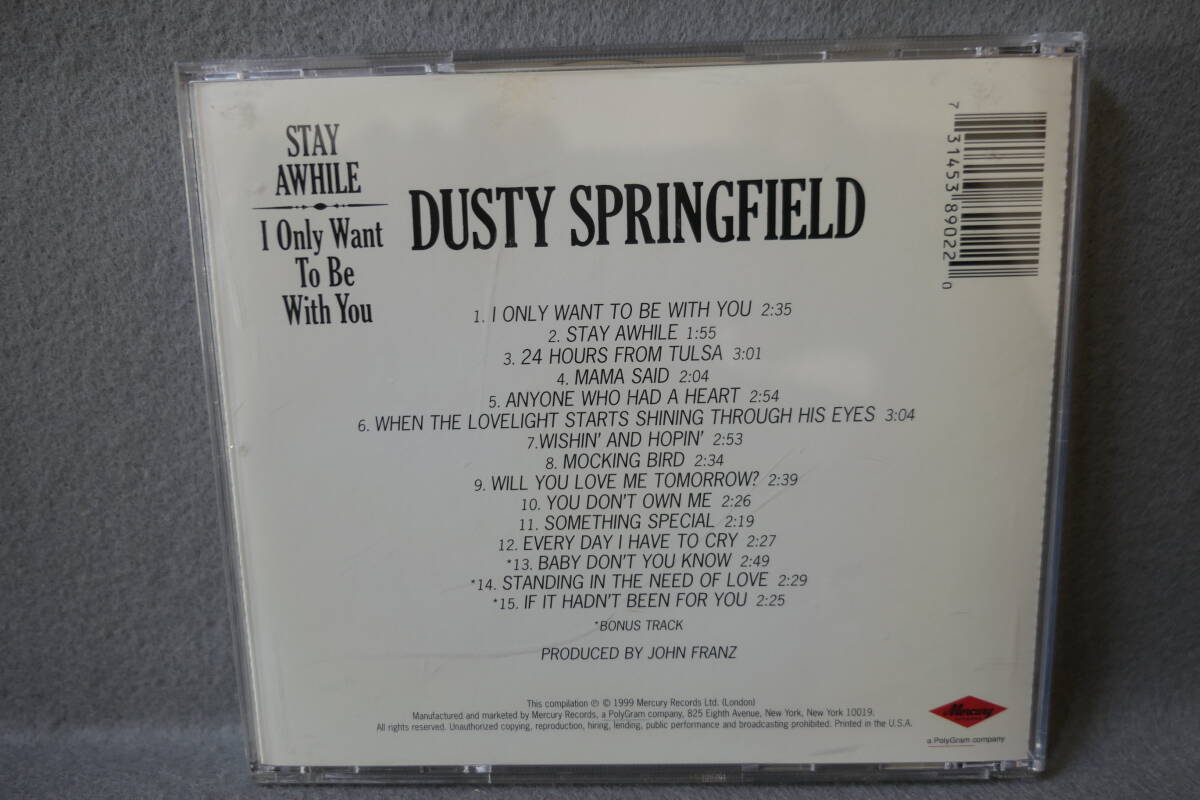 STAY
AWHILE
I Only Want
To Be
With You
DUSTY SPRINGFIELD
7 31453 89022 0
1. I ONLY WANT TO BE WITH YOU 2:35
2. STAY AWHILE 1:55
3. 24 HOURS FROM TULSA 3:01
4. MAMA SAID 2:04
5. ANYONE WHO HAD A HEART 2:54
6. WHEN THE LOVELIGHT STARTS SHINING THROUGH HIS EYES 3:04
7.WISHIN' AND HOPIN' 2:53
8. MOCKING BIRD 2:34
9. WILL YOU LOVE ME TOMORROW? 2:39
10. YOU DON'T OWN ME 2:26
11. SOMETHING SPECIAL 2:19
12. EVERY DAY I HAVE TO CRY 2:27
*13. BABY DON'T YOU KNOW 2:49
*14. STANDING IN THE NEED OF LOVE 2:29
*15. IF IT HADN'T BEEN FOR YOU 2:25
*BONUS TRACK
PRODUCED BY JOHN FRANZ
This compilation ℗ © 1999 Mercury Records Ltd. (London)
Manufactured and marketed by Mercury Records, a PolyGram company, 825 Eighth Avenue, New York, New York 10019.
All rights reserved. Unauthorized copying, reproduction, hiring, lending, public performance and broadcasting prohibited. Printed in the U.S.A.
Mercury
a PolyGram company